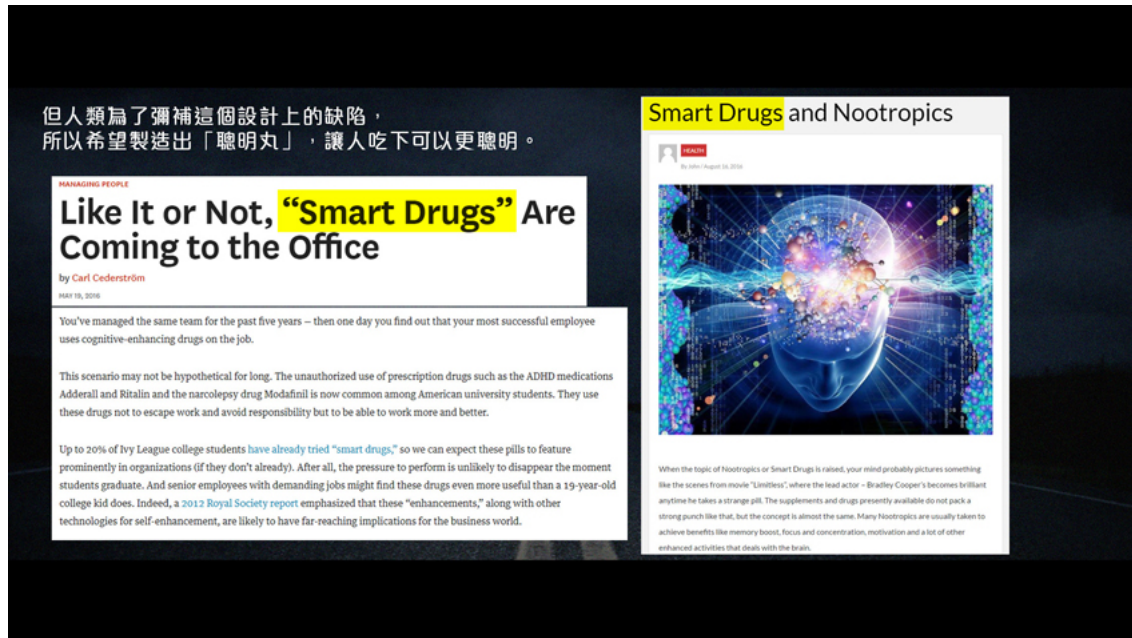 但人類為了彌補這個設計上的缺陷，
所以希望製造出「聰明丸」，讓人吃下可以更聰明。
MANAGING PEOPLE
Like It or Not, “Smart Drugs” Are
Coming to the Office
by Carl Cederström
MAY 19, 2016
You’ve managed the same team for the past five years – then one day you find out that your most successful employee
uses cognitive-enhancing drugs on the job.
This scenario may not be hypothetical for long. The unauthorized use of prescription drugs such as the ADHD medications
Adderall and Ritalin and the narcolepsy drug Modafinil is now common among American university students. They use
these drugs not to escape work and avoid responsibility but to be able to work more and better.
Up to 20% of Ivy League college students have already tried “smart drugs,” so we can expect these pills to feature
prominently in organizations (if they don’t already). After all, the pressure to perform is unlikely to disappear the moment
students graduate. And senior employees with demanding jobs might find these drugs even more useful than a 19-year-old
college kid does. Indeed, a 2012 Royal Society report emphasized that these “enhancements,” along with other
technologies for self-enhancement, are likely to have far-reaching implications for the business world.
Smart Drugs and Nootropics
HEALTH
By John / August 16, 2016
When the topic of Nootropics or Smart Drugs is raised, your mind probably pictures something
like the scenes from movie “Limitless”, where the lead actor – Bradley Cooper’s becomes brilliant
anytime he takes a strange pill. The supplements and drugs presently available do not pack a
strong punch like that, but the concept is almost the same. Many Nootropics are usually taken to
achieve benefits like memory boost, focus and concentration, motivation and a lot of other
enhanced activities that deals with the brain.